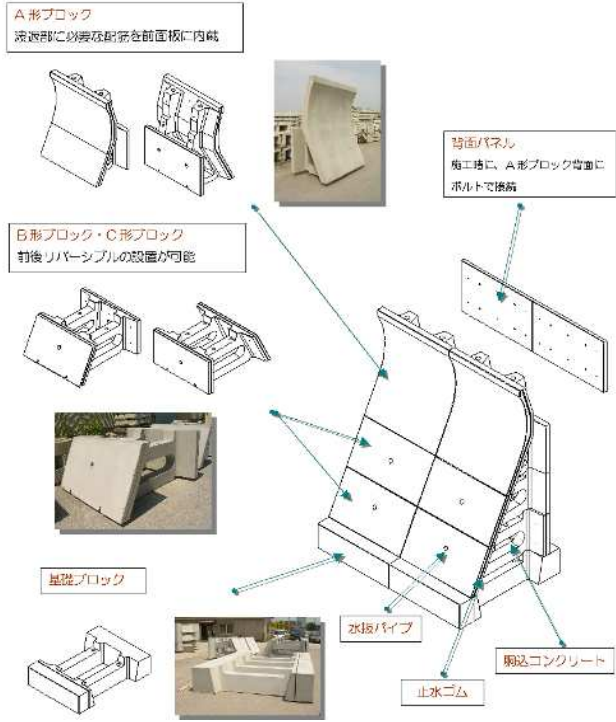 A形ブロック
波返部に必要な配筋を前面板に内蔵
背面パネル
施工時に、A形ブロック背面に
ボルトで接続
B形ブロック・C形ブロック
前後リバーシブルの設置が可能
基礎ブロック
水抜パイプ
胴込コンクリート
止水ゴム